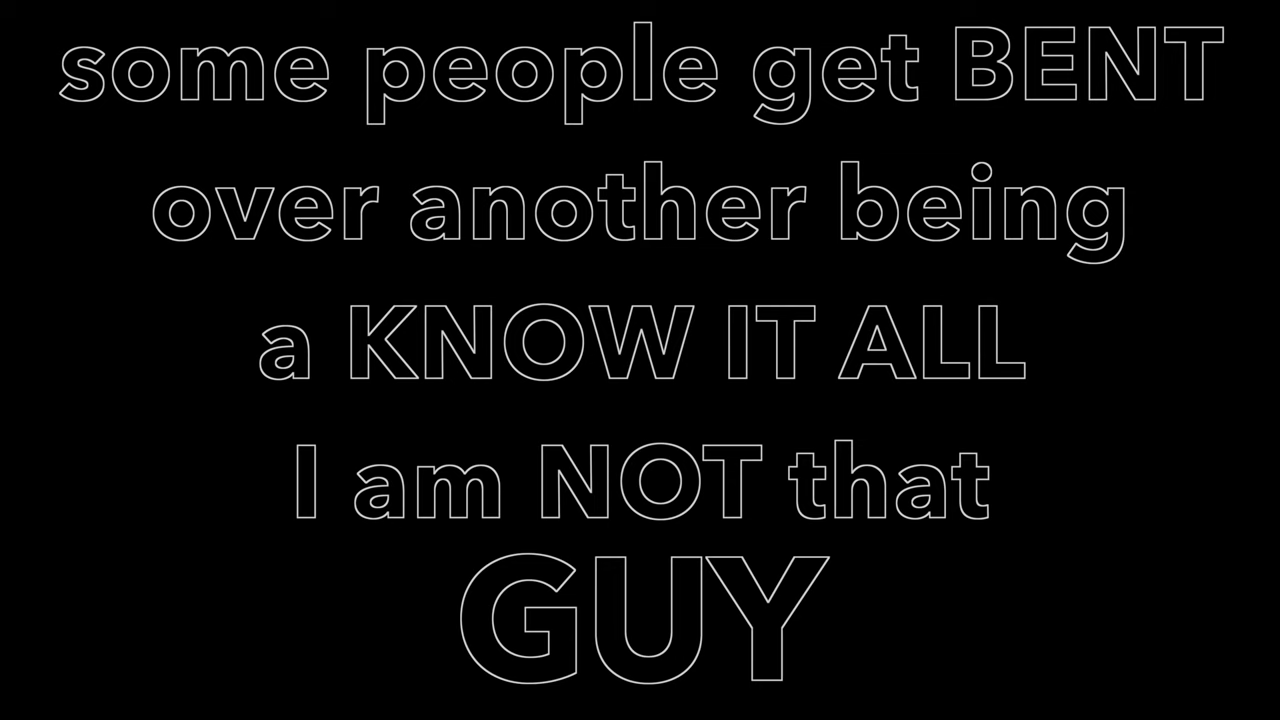 some people get BENT
over another being
a KNOW IT ALL
I am NOT that
GUY